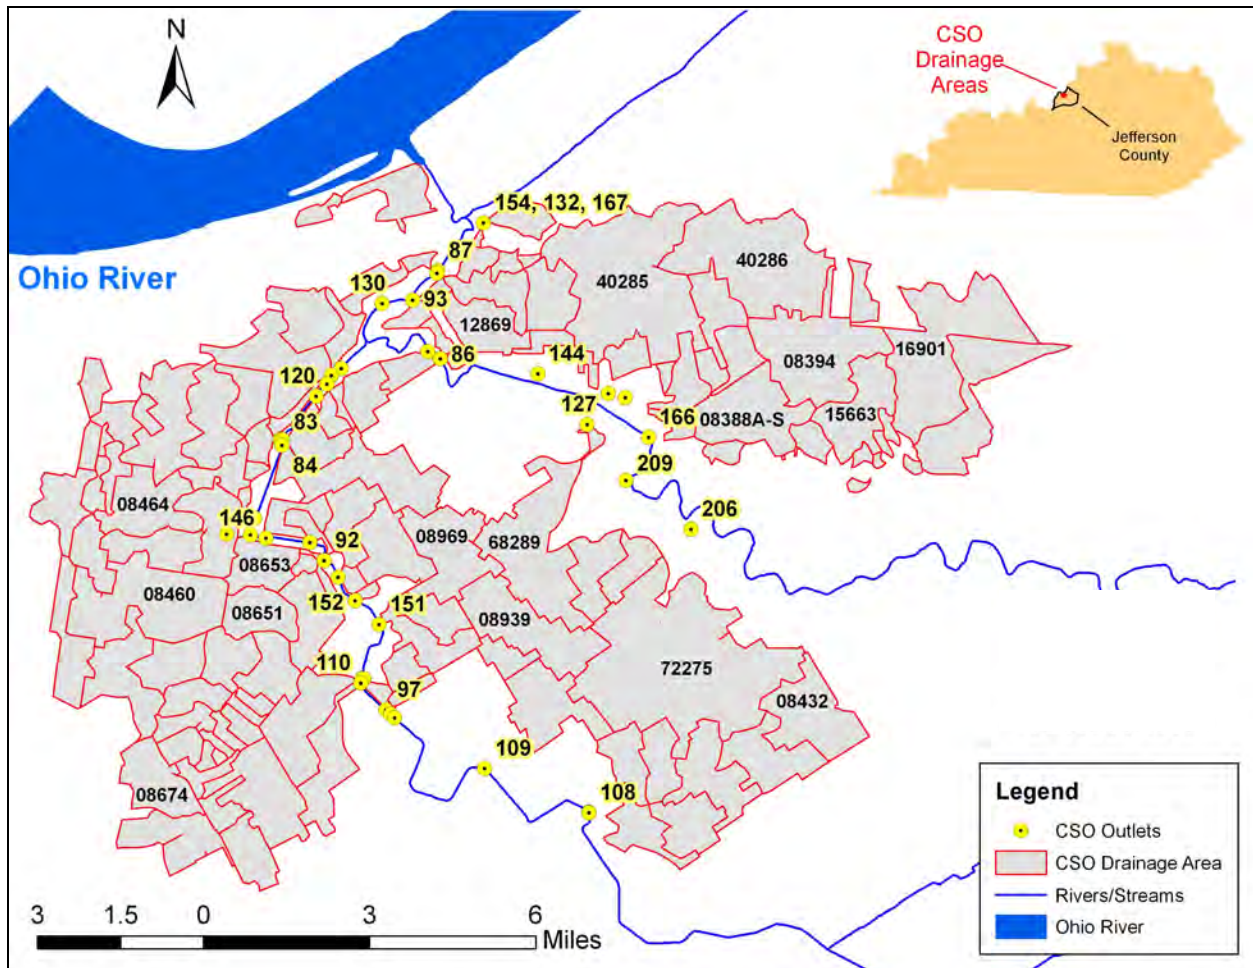 N
CSO
Drainage
Areas
Jefferson
County
154, 132, 167
87
40286
Ohio River
130
40285
93
12869
16901
86
144
08394
120
127
15663
83
166
08388A-S
84
209
08464
146
206
92
08969
68289
08653
08460
152
151
08651
08939
110
72275
97
08432
109
08674
108
Legend
CSO Outlets
CSO Drainage Area
Rivers/Streams
Ohio River
3 1.5 0 3 6
Miles